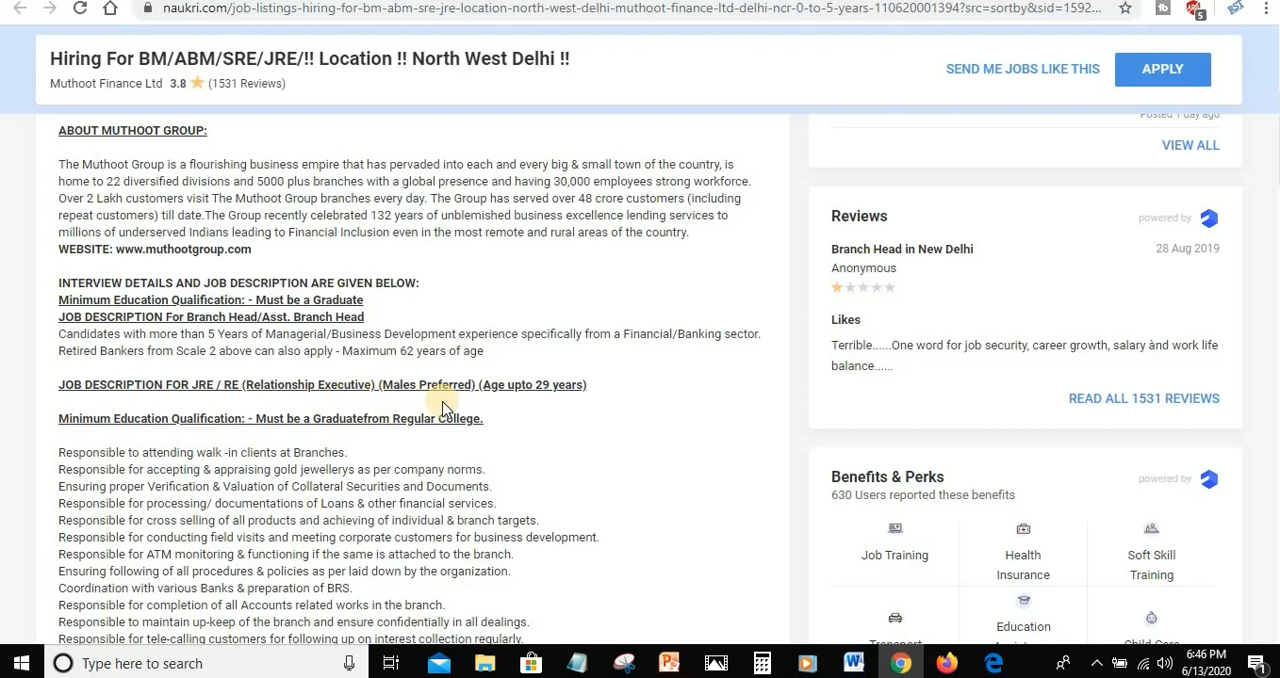 naukri.com/job-listings-hiring-for-bm-abm-sre-jre-location-north-west-delhi-muthoot-finance-ltd-delhi-ncr-0-to-5-years-110620001394?src=sortby&sid=1592...
5
RST
Hiring For BM/ABM/SRE/JRE/!! Location !! North West Delhi !!
Muthoot Finance Ltd 3.8 (1531 Reviews)
SEND ME JOBS LIKE THIS
APPLY
ABOUT MUTHOOT GROUP:
The Muthoot Group is a flourishing business empire that has pervaded into each and every big & small town of the country, is
home to 22 diversified divisions and 5000 plus branches with a global presence and having 30,000 employees strong workforce.
Over 2 Lakh customers visit The Muthoot Group branches every day. The Group has served over 48 crore customers (including
repeat customers) till date.The Group recently celebrated 132 years of unblemished business excellence lending services to
millions of underserved Indians leading to Financial Inclusion even in the most remote and rural areas of the country.
WEBSITE: www.muthootgroup.com
INTERVIEW DETAILS AND JOB DESCRIPTION ARE GIVEN BELOW:
Minimum Education Qualification: - Must be a Graduate
JOB DESCRIPTION For Branch Head/Asst. Branch Head
Candidates with more than 5 Years of Managerial/Business Development experience specifically from a Financial/Banking sector.
Retired Bankers from Scale 2 above can also apply - Maximum 62 years of age
JOB DESCRIPTION FOR JRE / RE (Relationship Executive) (Males Preferred) (Age upto 29 years)
Minimum Education Qualification: - Must be a Graduatefrom Regular College.
Responsible to attending walk -in clients at Branches.
Responsible for accepting & appraising gold jewellerys as per company norms.
Ensuring proper Verification & Valuation of Collateral Securities and Documents.
Responsible for processing/ documentations of Loans & other financial services.
Responsible for cross selling of all products and achieving of individual & branch targets.
Responsible for conducting field visits and meeting corporate customers for business development.
Responsible for ATM monitoring & functioning if the same is attached to the branch.
Ensuring following of all procedures & policies as per laid down by the organization.
Coordination with various Banks & preparation of BRS.
Responsible for completion of all Accounts related works in the branch.
Responsible to maintain up-keep of the branch and ensure confidentially in all dealings.
Responsible for tele-calling customers for following up on interest collection regularly.
Posted 1 day ago
VIEW ALL
Reviews
powered by
Branch Head in New Delhi
28 Aug 2019
Anonymous
Likes
Terrible......One word for job security, career growth, salary ànd work life
balance......
READ ALL 1531 REVIEWS
Benefits & Perks
powered by
630 Users reported these benefits
Job Training
Health
Insurance
Soft Skill
Training
Transport
Education
Child Care
Type here to search
6:46 PM
6/13/2020
1